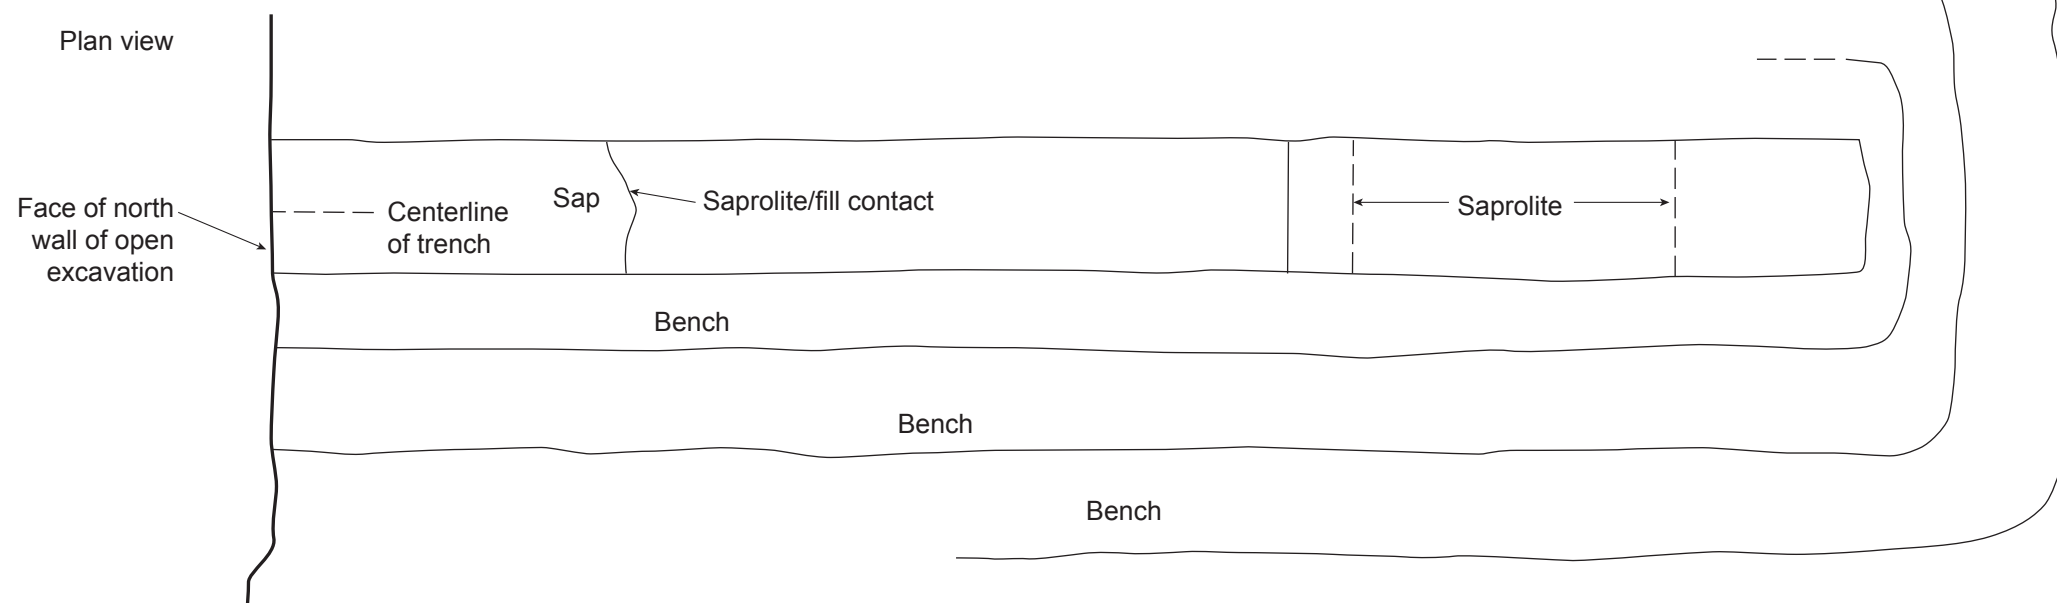 Plan view
Face of north
wall of open
excavation
Centerline
of trench
Sap
Saprolite/fill contact
Saprolite
Bench
Bench
Bench